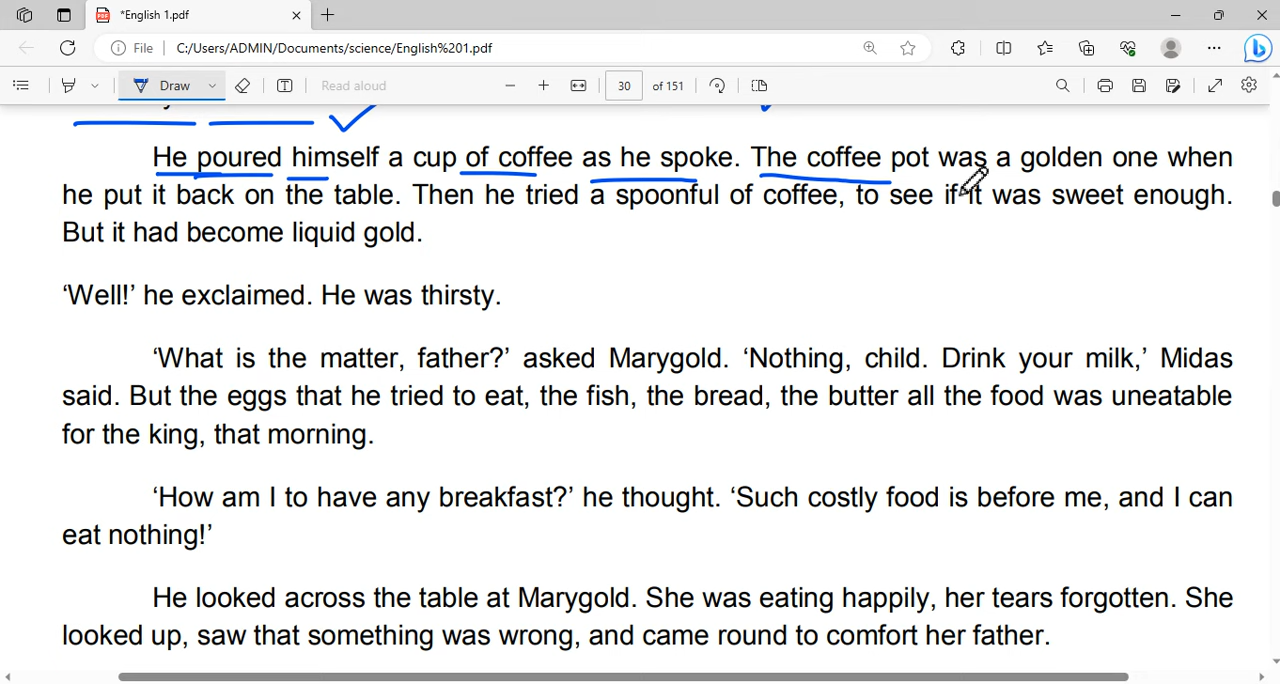 *English 1.pdf
File
C:/Users/ADMIN/Documents/science/English%201.pdf
Draw
Read aloud
30
of 151
He poured himself a cup of coffee as he spoke. The coffee pot was a golden one when
he put it back on the table. Then he tried a spoonful of coffee, to see if it was sweet enough.
But it had become liquid gold.
‘Well!’ he exclaimed. He was thirsty.
‘What is the matter, father?’ asked Marygold. ‘Nothing, child. Drink your milk,’ Midas
said. But the eggs that he tried to eat, the fish, the bread, the butter all the food was uneatable
for the king, that morning.
‘How am I to have any breakfast?’ he thought. ‘Such costly food is before me, and I can
eat nothing!’
He looked across the table at Marygold. She was eating happily, her tears forgotten. She
looked up, saw that something was wrong, and came round to comfort her father.